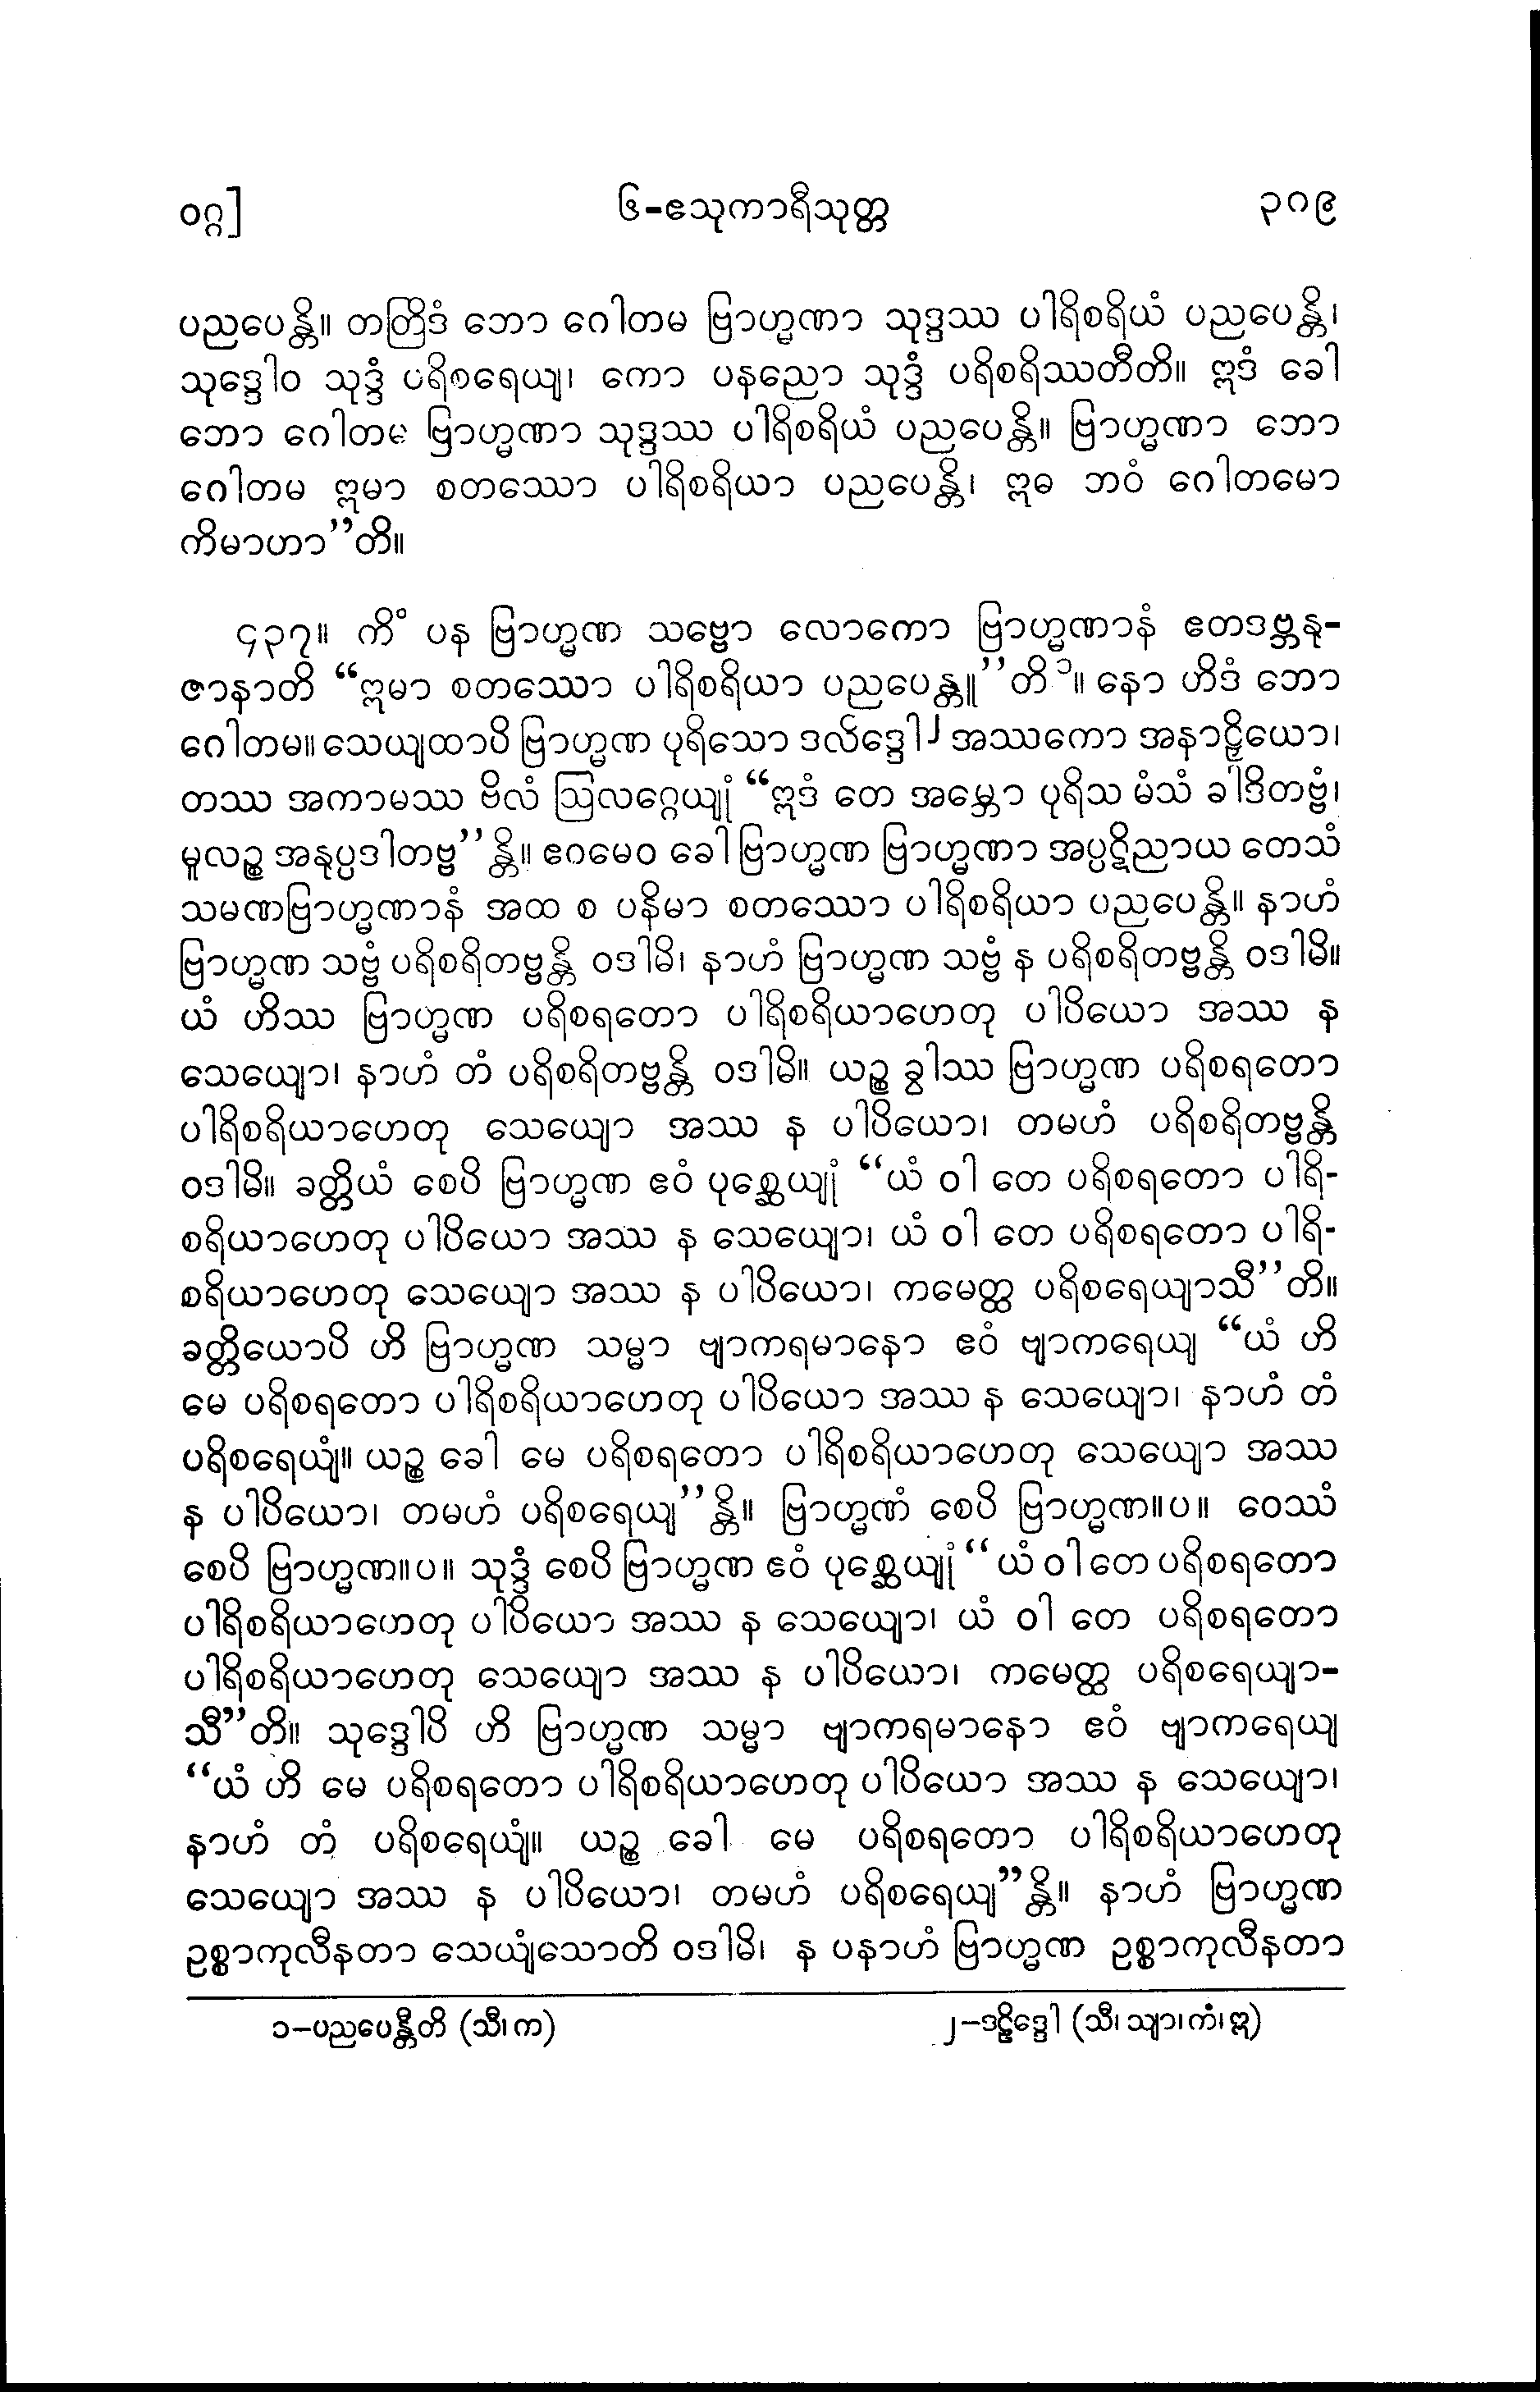 ဝဂ္ဂ]
၆-ဧသုကာရီသုတ္တ
၃၈၉
ပညပေန္တိ။ တတြိဒံ ဘော ဂေါတမ ဗြာဟ္မဏာ သုဒ္ဒဿ ပါရိစရိယံ ပညပေန္တိ၊
သုဒ္ဒေါဝ သုဒ္ဒံ ပရိစရေယျ၊ ကော ပနညော သုဒ္ဒံ ပရိစရိဿတီတိ။ ဣဒံ ခေါ
ဘော ဂေါတမ ဗြာဟ္မဏာ သုဒ္ဒဿ ပါရိစရိယံ ပညပေန္တိ။ ဗြာဟ္မဏာ ဘော
ဂေါတမ ဣမာ စတဿော ပါရိစရိယာ ပညပေန္တိ၊ ဣဓ ဘဝံ ဂေါတမော
ကိမာဟာ’’တိ။
၄၃၇။ ကိံ ပန ဗြာဟ္မဏ သဗ္ဗော လောကော ဗြာဟ္မဏာနံ ဧတဒဗ္ဘနု-
ဇာနာတိ “ဣမာ စတဿော ပါရိစရိယာ ပညပေန္တူ’’တိ ၁။ နော ဟိဒံ ဘော
ဂေါတမ။ သေယျထာပိ ဗြာဟ္မဏ ပုရိသော ဒလိဒ္ဒေါ ၂ အဿကော အနာဠှိယော၊
တဿ အကာမဿ ဗိလံ ဩလဂ္ဂေယျုံ “ဣဒံ တေ အမ္ဘော ပုရိသ မံသံ ခါဒိတဗ္ဗံ၊
မူလဉ္စ အနုပ္ပဒါတဗ္ဗ’’န္တိ။ ဧဝမေဝ ခေါ ဗြာဟ္မဏ ဗြာဟ္မဏာ အပ္ပဋိညာယ တေသံ
သမဏဗြာဟ္မဏာနံ အထ စ ပနိမာ စတဿော ပါရိစရိယာ ပညပေန္တိ။ နာဟံ
ဗြာဟ္မဏ သဗ္ဗံ ပရိစရိတဗ္ဗန္တိ ဝဒါမိ၊ နာဟံ ဗြာဟ္မဏ သဗ္ဗံ န ပရိစရိတဗ္ဗန္တိ ဝဒါမိ။
ယံ ဟိဿ ဗြာဟ္မဏ ပရိစရတော ပါရိစရိယာဟေတု ပါပိယော အဿ န
သေယျော၊ နာဟံ တံ ပရိစရိတဗ္ဗန္တိ ဝဒါမိ။ ယဉ္စ ခွါဿ ဗြာဟ္မဏ ပရိစရတော
ပါရိစရိယာဟေတု သေယျော အဿ န ပါပိယော၊ တမဟံ ပရိစရိတဗ္ဗန္တိ
ဝဒါမိ။ ခတ္တိယံ စေပိ ဗြာဟ္မဏ ဧဝံ ပုစ္ဆေယျုံ “ယံ ဝါ တေ ပရိစရတော ပါရိ-
စရိယာဟေတု ပါပိယော အဿ န သေယျော၊ ယံ ဝါ တေ ပရိစရတော ပါရိ-
စရိယာဟေတု သေယျော အဿ န ပါပိယော၊ ကမေတ္ထ ပရိစရေယျာသီ’’တိ။
ခတ္တိယောပိ ဟိ ဗြာဟ္မဏ သမ္မာ ဗျာကရမာနော ဧဝံ ဗျာကရေယျ “ယံ ဟိ
မေ ပရိစရတော ပါရိစရိယာဟေတု ပါပိယော အဿ န သေယျော၊ နာဟံ တံ
ပရိစရေယျံ။ ယဉ္စ ခေါ မေ ပရိစရတော ပါရိစရိယာဟေတု သေယျော အဿ
န ပါပိယော၊ တမဟံ ပရိစရေယျ’’န္တိ။ ဗြာဟ္မဏံ စေပိ ဗြာဟ္မဏ။ပ။ ဝေဿံ
စေပိ ဗြာဟ္မဏ။ပ။ သုဒ္ဒံ စေပိ ဗြာဟ္မဏ ဧဝံ ပုစ္ဆေယျုံ “ယံ ဝါ တေ ပရိစရတော
ပါရိစရိယာဟေတု ပါပိယော အဿ န သေယျော၊ ယံ ဝါ တေ ပရိစရတော
ပါရိစရိယာဟေတု သေယျော အဿ န ပါပိယော၊ ကမေတ္ထ ပရိစရေယျာ-
သီ”တိ။ သုဒ္ဒေါပိ ဟိ ဗြာဟ္မဏ သမ္မာ ဗျာကရမာနော ဧဝံ ဗျာကရေယျ
“ယံ ဟိ မေ ပရိစရတော ပါရိစရိယာဟေတု ပါပိယော အဿ န သေယျော၊
နာဟံ တံ ပရိစရေယျံ။ ယဉ္စ ခေါ မေ ပရိစရတော ပါရိစရိယာဟေတု
သေယျော အဿ န ပါပိယော၊ တမဟံ ပရိစရေယျ”န္တိ။ နာဟံ ဗြာဟ္မဏ
ဥစ္စာကုလီနတာ သေယျံသောတိ ဝဒါမိ၊ န ပနာဟံ ဗြာဟ္မဏ ဥစ္စာကုလီနတာ
၁–ပညပေန္တီတိ (သီ၊ က)
၂–ဒဠိဒ္ဒေါ (သီ၊ သျာ၊ ကံ၊ ဣ)